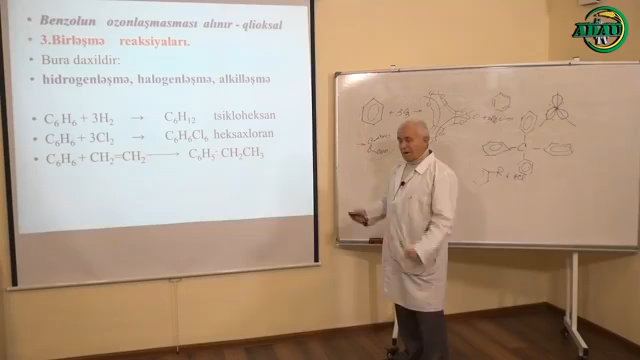 Benzolun ozonlaşmasması alınır - qlioksal
3.Birləşmə reaksiyaları.
Bura daxildir:
hidrogenləşmə, halogenləşmə, alkilləşmə
C₆H₆ + 3H₂ → C₆H₁₂ tsikloheksan
C₆H₆ + 3Cl₂ → C₆H₆Cl₆ heksaxloran
C₆H₆ + CH₂=CH₂ → C₆H₅- CH₂CH₃
ADAU